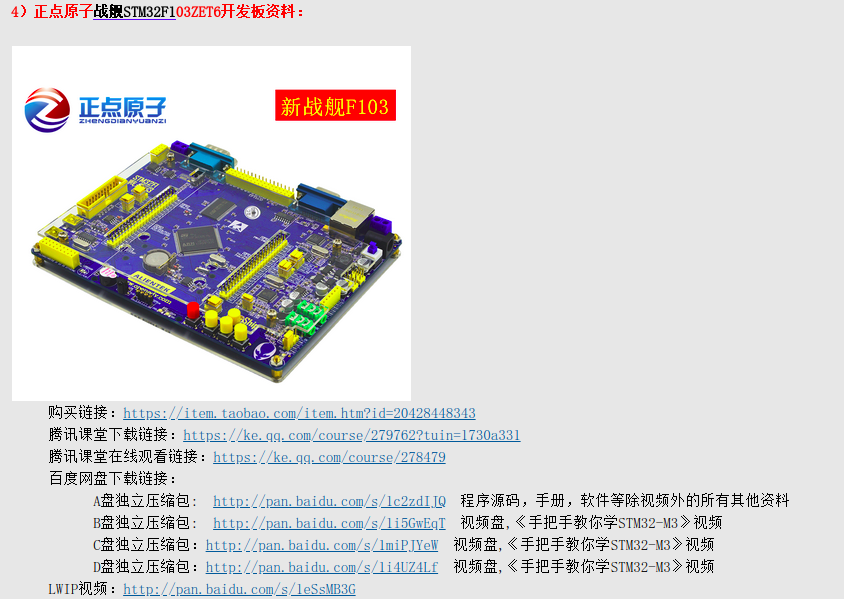 4）正点原子战舰STM32F103ZET6开发板资料：
正点原子
ZHENGDIANYUANZI
新战舰F103
ALIENTEK
购买链接：https://item.taobao.com/item.htm?id=20428448343
腾讯课堂下载链接：https://ke.qq.com/course/279762?tuin=1730a331
腾讯课堂在线观看链接：https://ke.qq.com/course/278479
百度网盘下载链接：
A盘独立压缩包： http://pan.baidu.com/s/1c2zdIJQ 程序源码，手册，软件等除视频外的所有其他资料
B盘独立压缩包： http://pan.baidu.com/s/1i5GwEqT 视频盘,《手把手教你学STM32-M3》视频
C盘独立压缩包：http://pan.baidu.com/s/1miPJYeW 视频盘,《手把手教你学STM32-M3》视频
D盘独立压缩包：http://pan.baidu.com/s/1i4UZ4Lf 视频盘,《手把手教你学STM32-M3》视频
LWIP视频：http://pan.baidu.com/s/1eSsMB3G